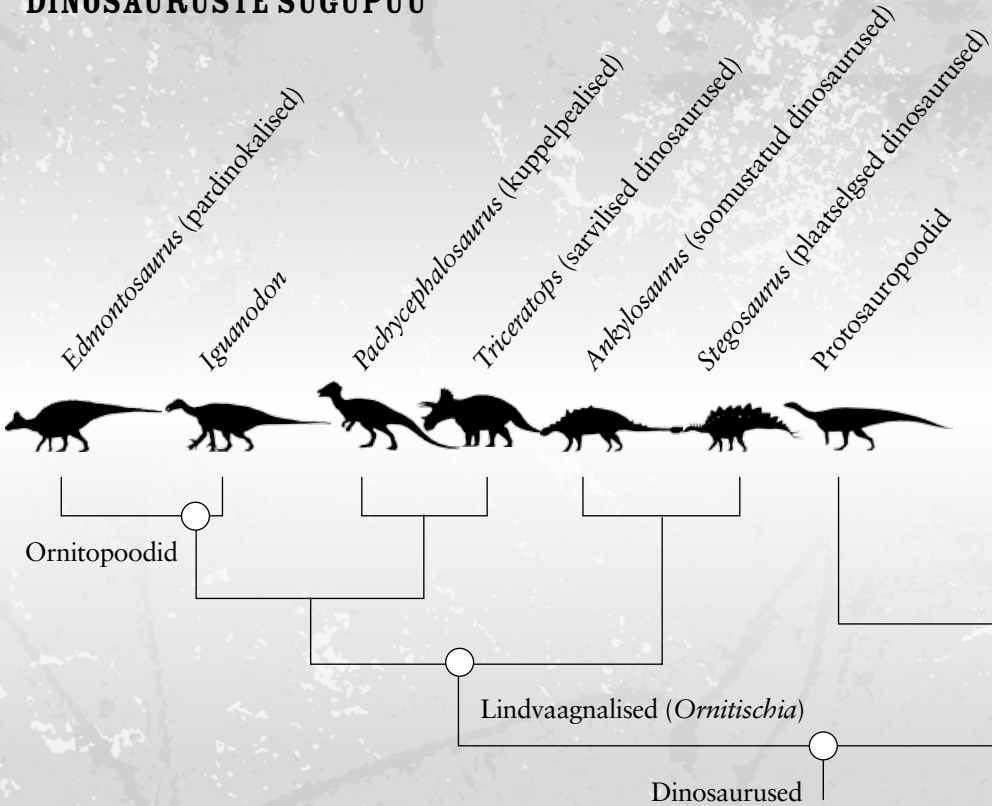 DINOSAURUSTE SUGUPUU
Edmontosaurus (pardinokalised)
Iguanodon
Pachycephalosaurus (kuppelpealised)
Triceratops (sarvilised dinosaurused)
Ankylosaurus (soomustatud dinosaurused)
Stegosaurus (plaatselgsed dinosaurused)
Protosauropoodid
Ornitopoodid
Lindvaagnalised (Ornitischia)
Dinosaurused